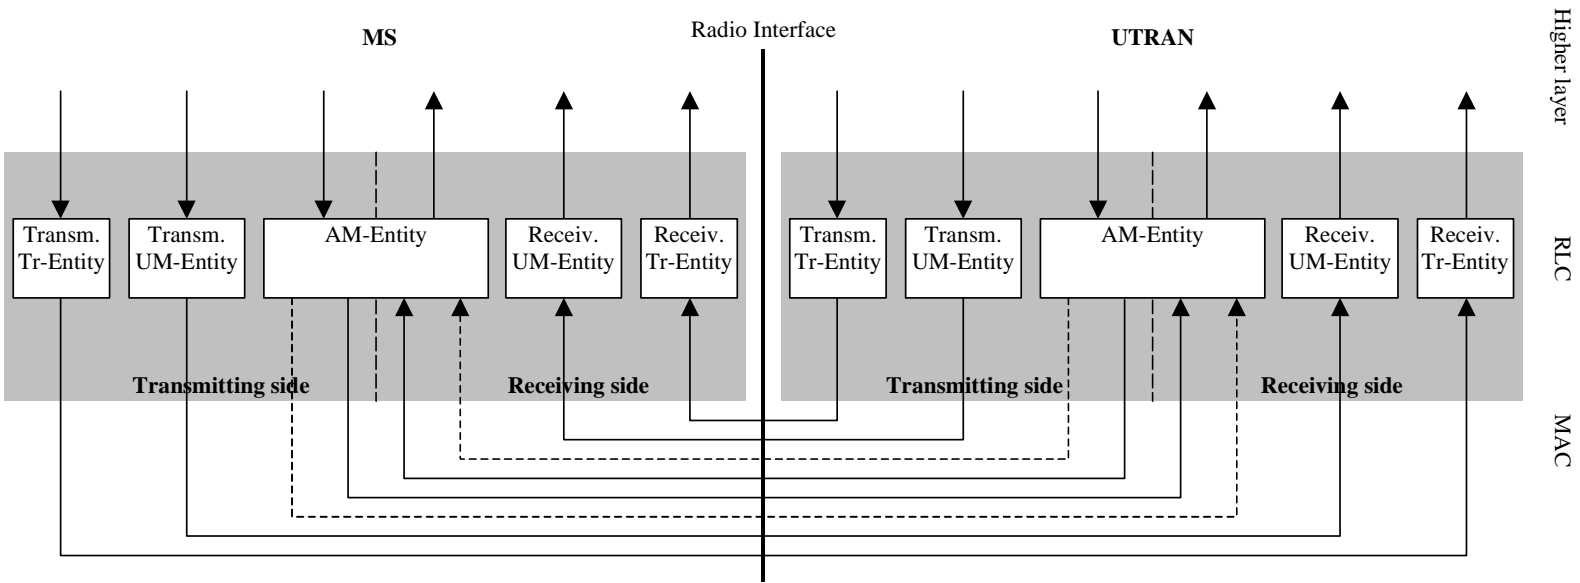 Radio Interface
MS
UTRAN
Higher layer
Transm.
Tr-Entity
Transm.
UM-Entity
AM-Entity
Receiv.
UM-Entity
Receiv.
Tr-Entity
Transm.
Tr-Entity
Transm.
UM-Entity
AM-Entity
Receiv.
UM-Entity
Receiv.
Tr-Entity
RLC
Transmitting side
Receiving side
Transmitting side
Receiving side
MAC